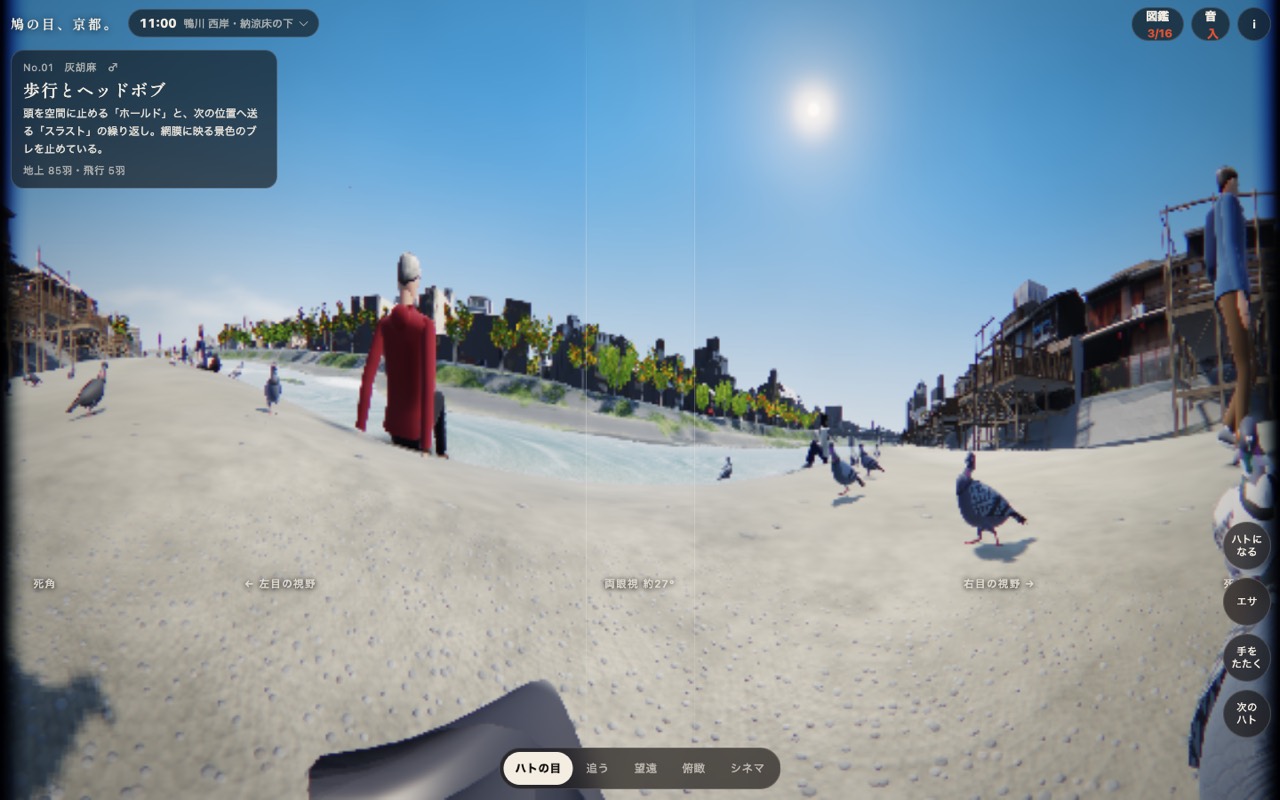 鳩の目、京都。
11:00 鴨川 西岸・納涼床の下
図鑑
3/16
音
入
i
No.01 灰胡麻 ♂
歩行とヘッドボブ
頭を空間に止める「ホールド」と、次の位置へ送
る「スラスト」の繰り返し。網膜に映る景色のブ
レを止めている。
地上 85羽・飛行 5羽
死角
← 左目の視野
両眼視 約27°
右目の視野 →
ハトに
なる
エサ
手を
たたく
次の
ハト
ハトの目
追う
望遠
俯瞰
シネマ